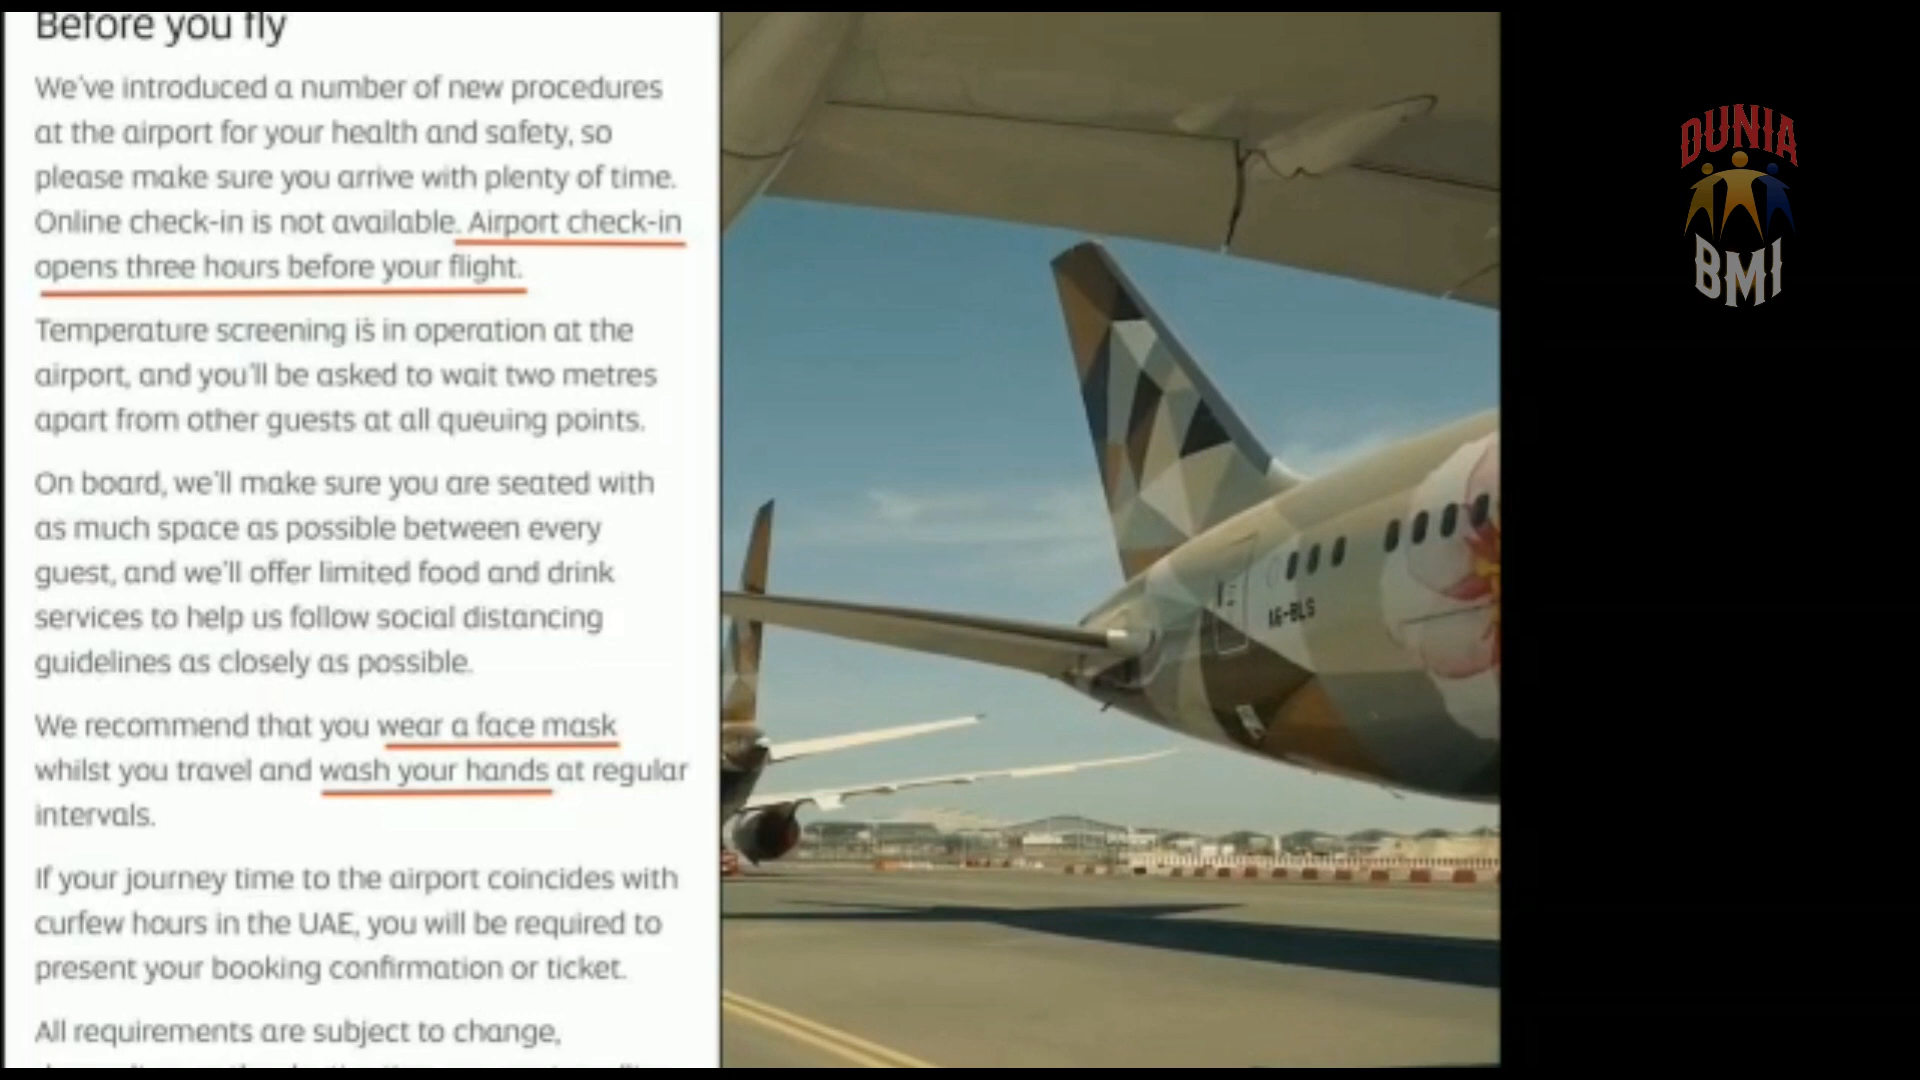 Before you fly
We've introduced a number of new procedures
at the airport for your health and safety, so
please make sure you arrive with plenty of time.
Online check-in is not available. Airport check-in
opens three hours before your flight.
Temperature screening is in operation at the
airport, and you'll be asked to wait two metres
apart from other guests at all queuing points.
On board, we'll make sure you are seated with
as much space as possible between every
guest, and we'll offer limited food and drink
services to help us follow social distancing
guidelines as closely as possible.
We recommend that you wear a face mask
whilst you travel and wash your hands at regular
intervals.
If your journey time to the airport coincides with
curfew hours in the UAE, you will be required to
present your booking confirmation or ticket.
All requirements are subject to change,
A6-BLS
DUNIA
BMI